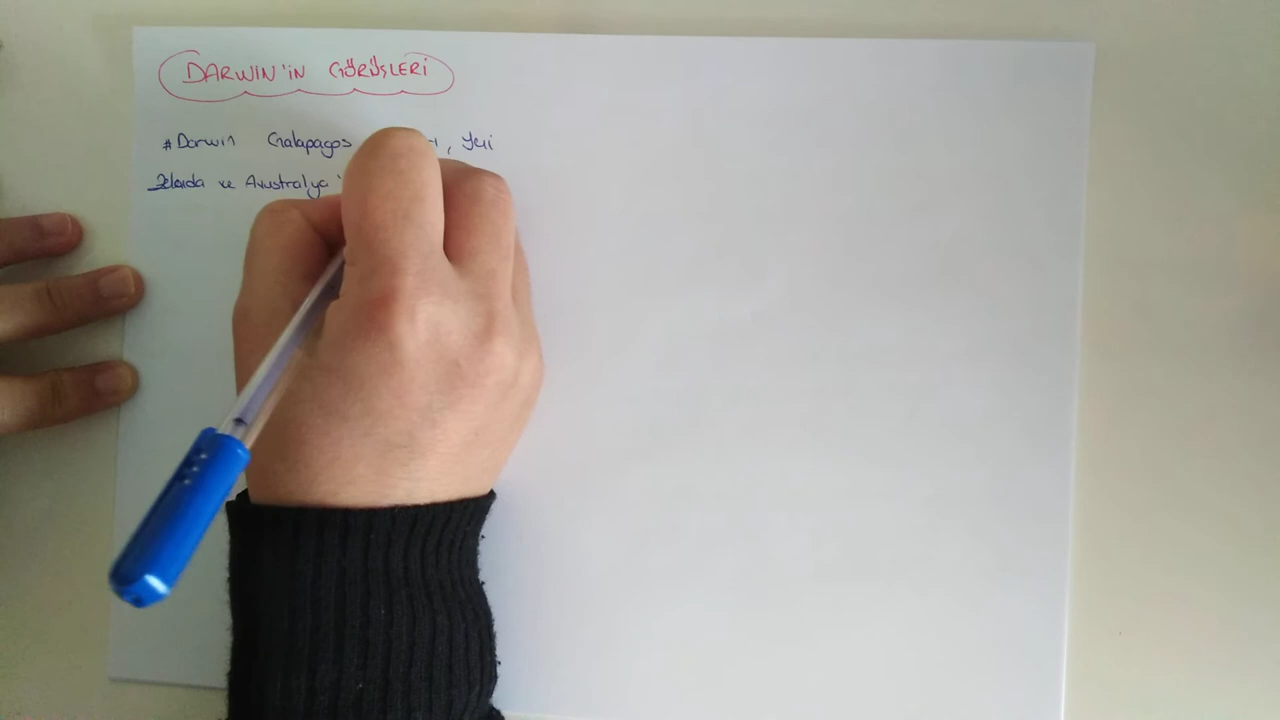 DARWIN'İN GÖRÜŞLERİ
#Darwin Galapagos , Yeni
Zelanda ve Avustralya '